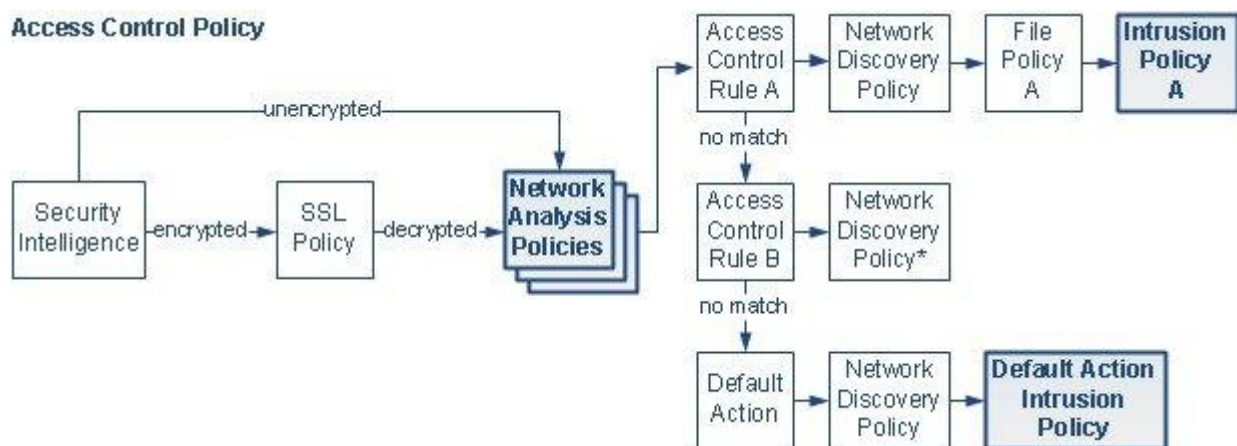 Access Control Policy
Access
Control
Rule A
Network
Discovery
Policy
File
Policy
A
Intrusion
Policy
A
unencrypted
no match
Security
Intelligence
encrypted
SSL
Policy
decrypted
Network
Analysis
Policies
Access
Control
Rule B
Network
Discovery
Policy*
no match
Default
Action
Network
Discovery
Policy
Default Action
Intrusion
Policy